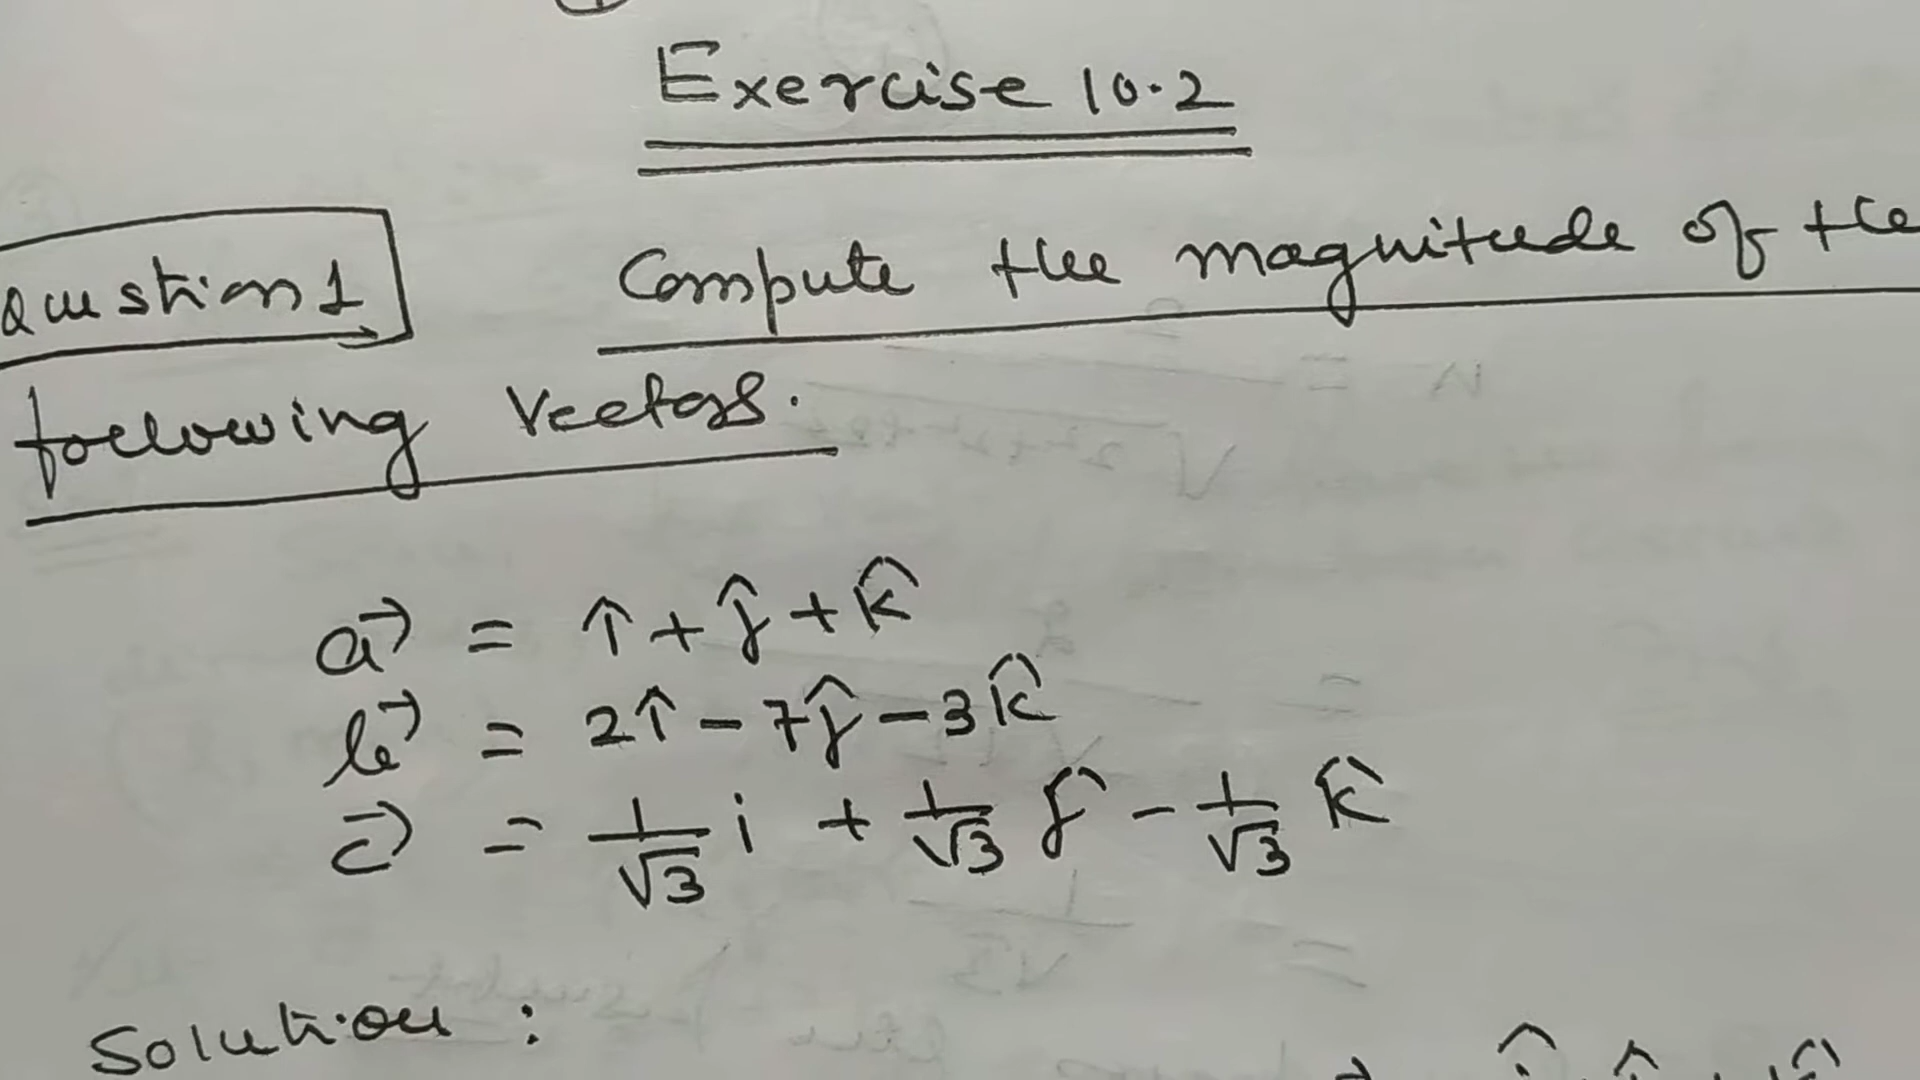 Exercise 10.2
Question 1 Compute the magnitude of the
following Vectors.
a⃗ = î + ĵ + k̂
b⃗ = 2î - 7ĵ - 3k̂
c⃗ = 1/√3 i + 1/√3 ĵ - 1/√3 k̂
Solution :